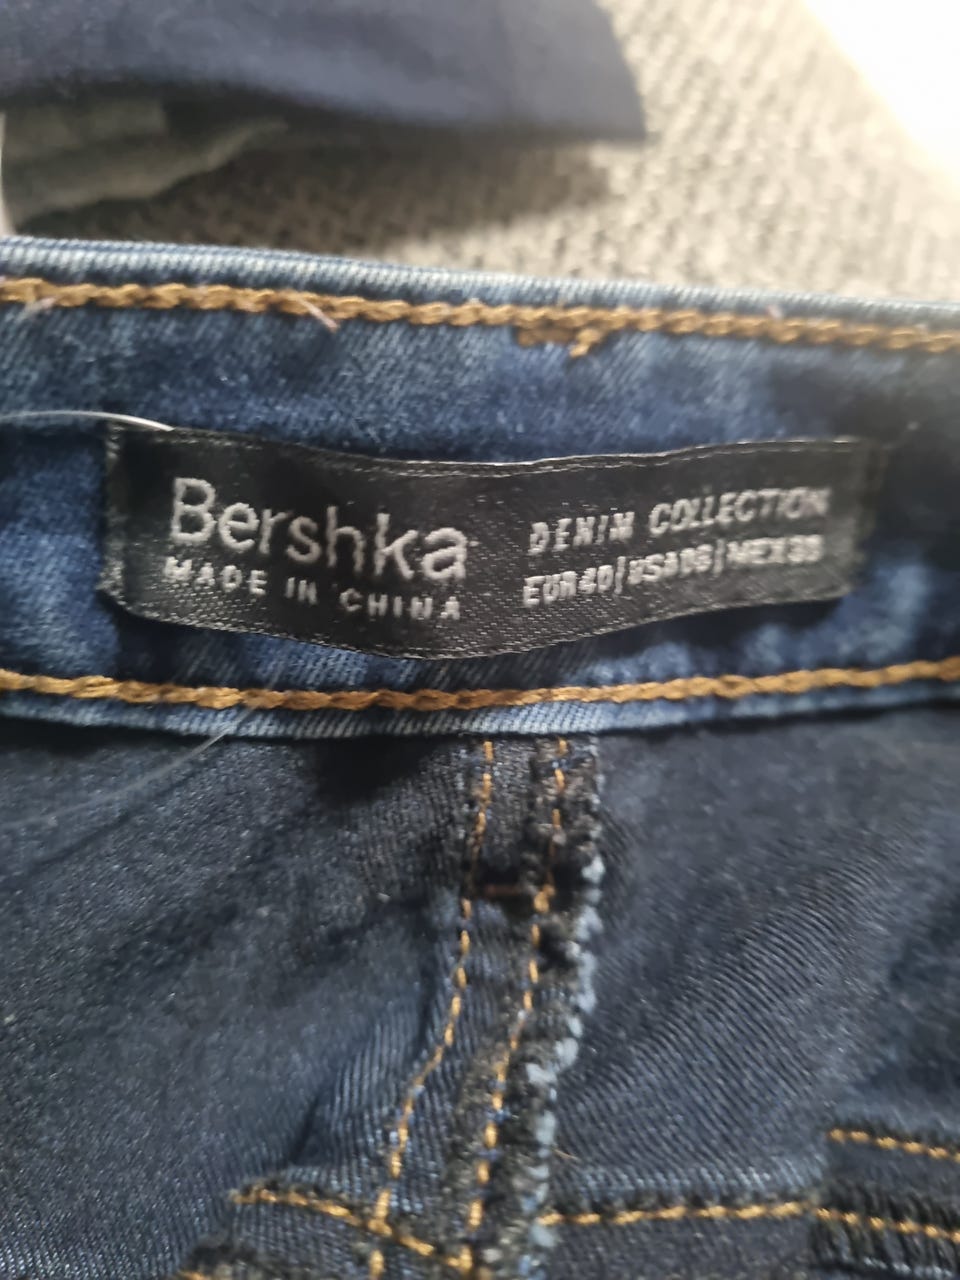 Bershka
MADE IN CHINA
DENIM COLLECTION
EUR40|USA08|MEX30